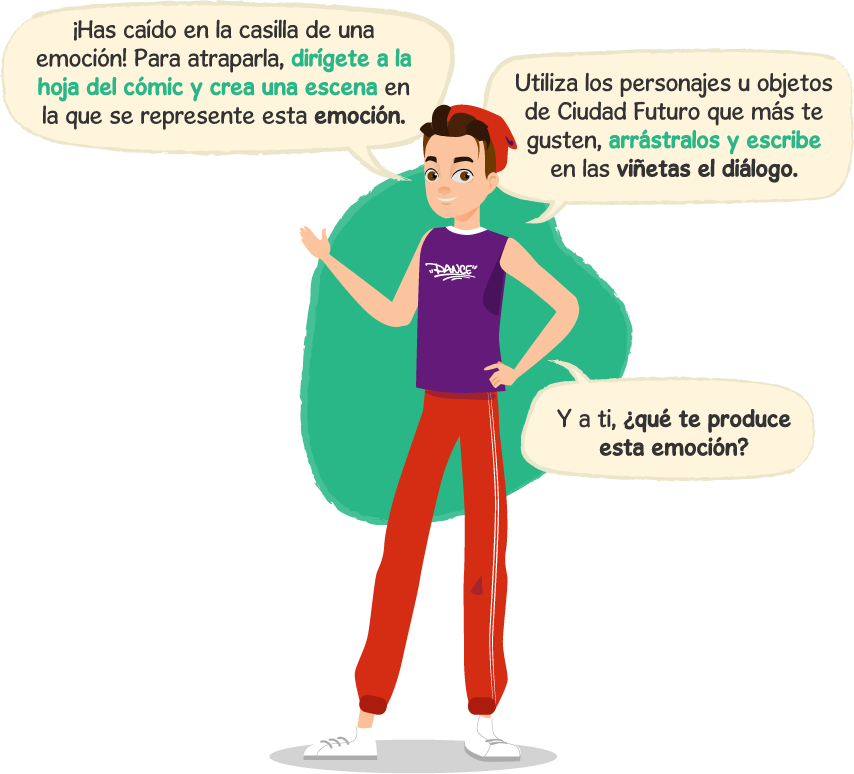 ¡Has caído en la casilla de una
emoción! Para atraparla, dirígete a la
hoja del cómic y crea una escena en
la que se represente esta emoción.
Utiliza los personajes u objetos
de Ciudad Futuro que más te
gusten, arrástralos y escribe
en las viñetas el diálogo.
"DANCE"
Y a ti, ¿qué te produce
esta emoción?